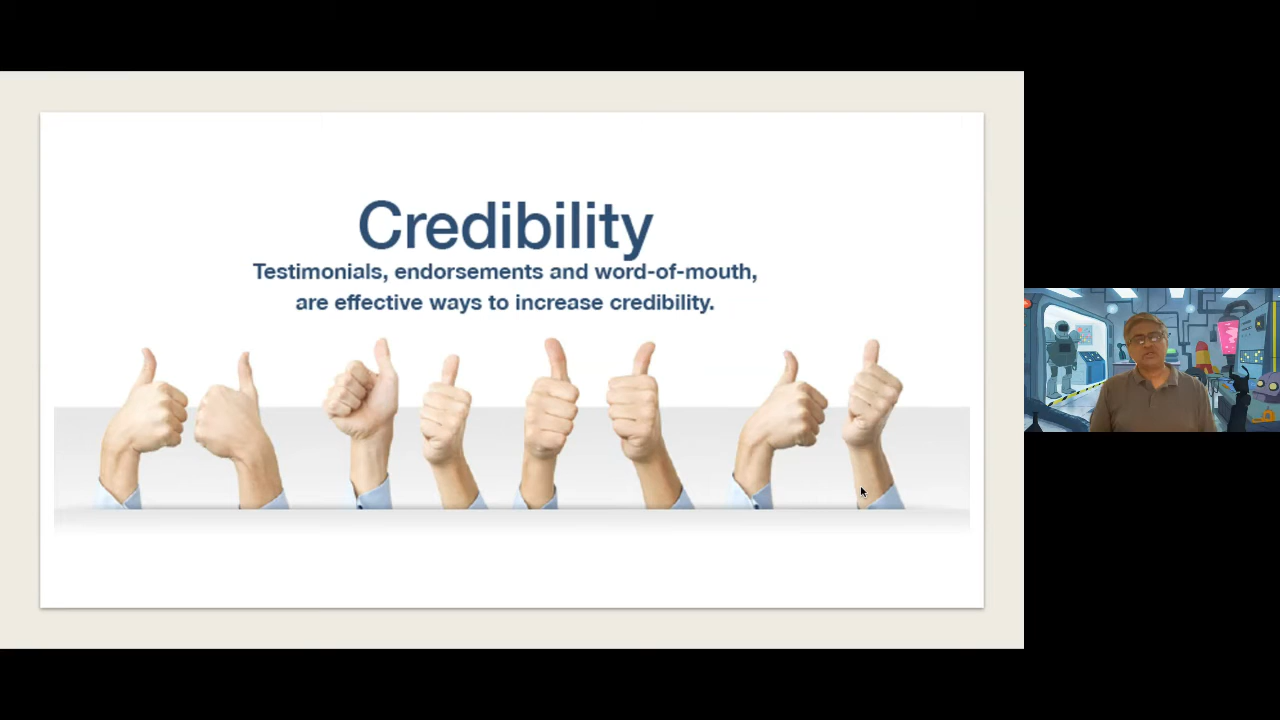 Credibility
Testimonials, endorsements and word-of-mouth,
are effective ways to increase credibility.